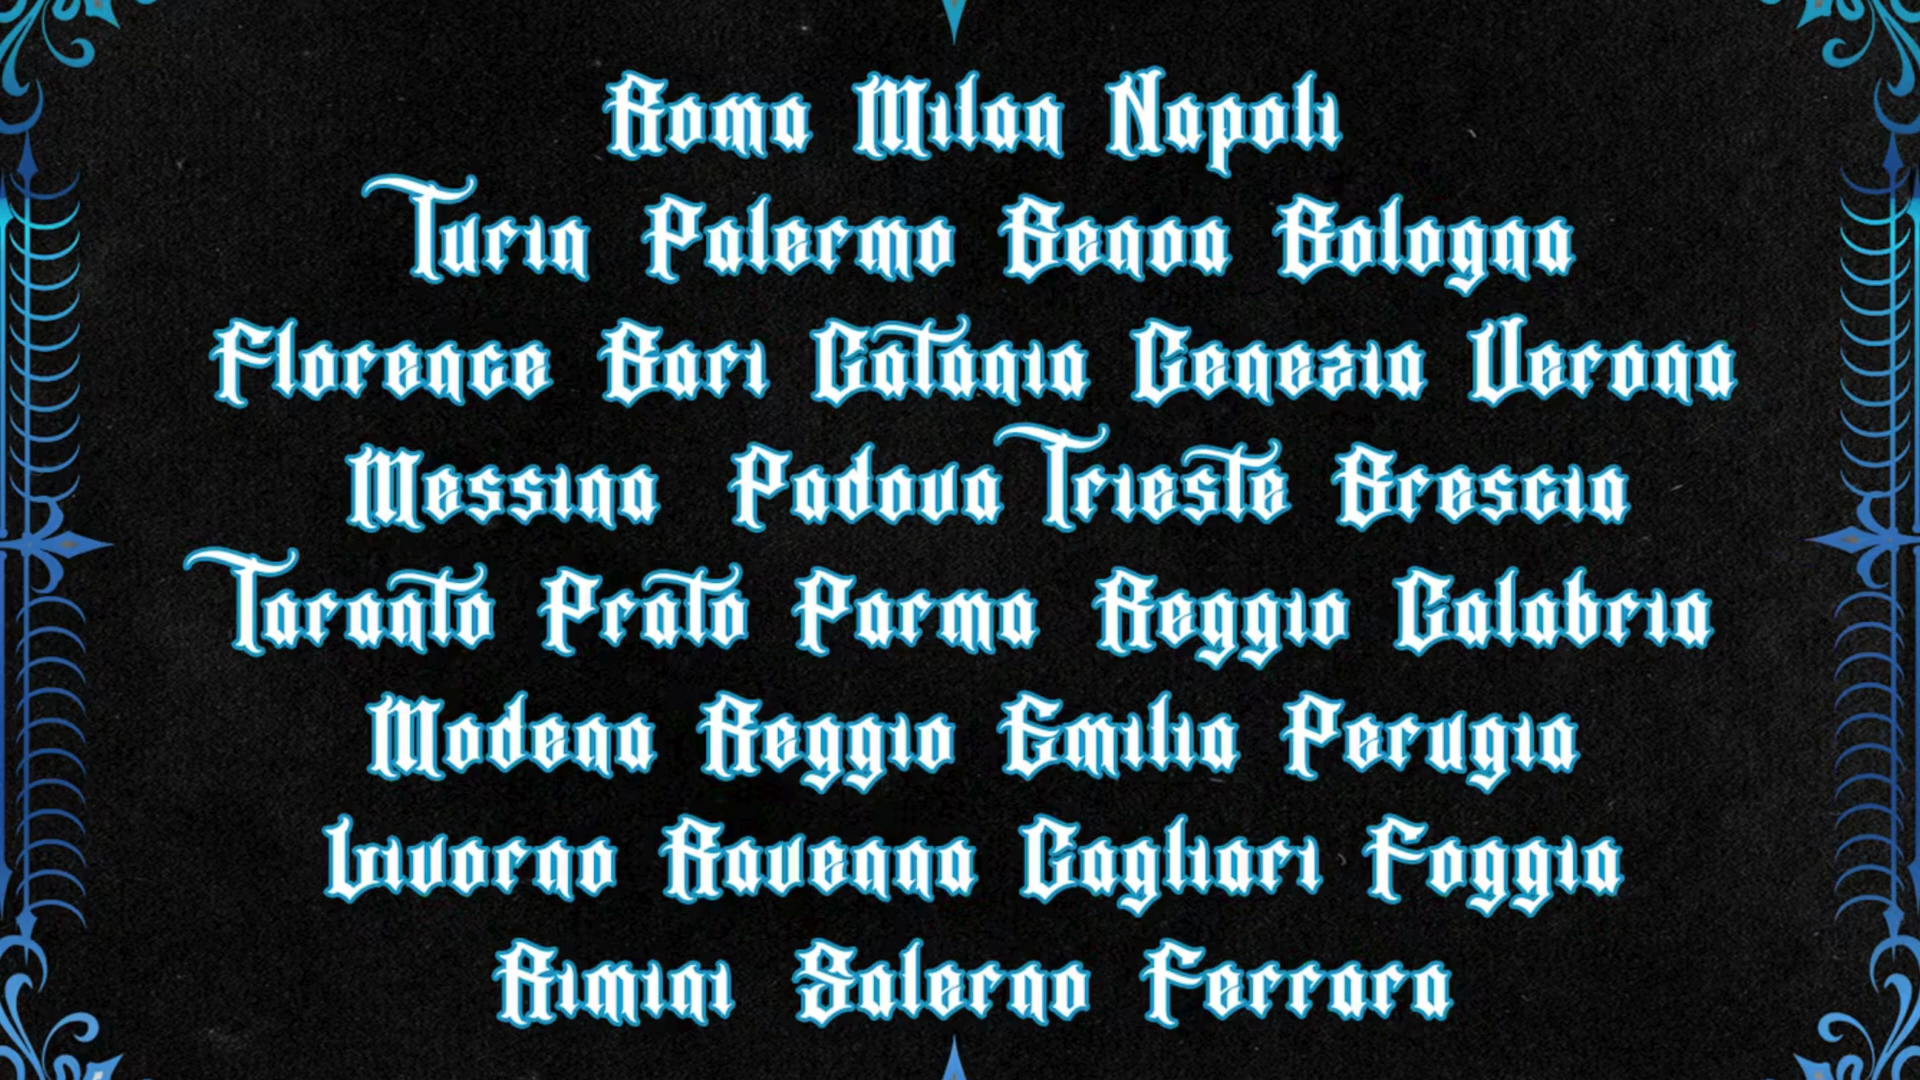 Roma Milan Napoli
Turin Palermo Genoa Bologna
Florence Bari Catania Cenezia Verona
Messina Padova Trieste Brescia
Taranto Prato Parma Reggio Calabria
Modena Reggio Emilia Perugia
Livorno Ravenna Cagliari Foggia
Rimini Salerno Ferrara